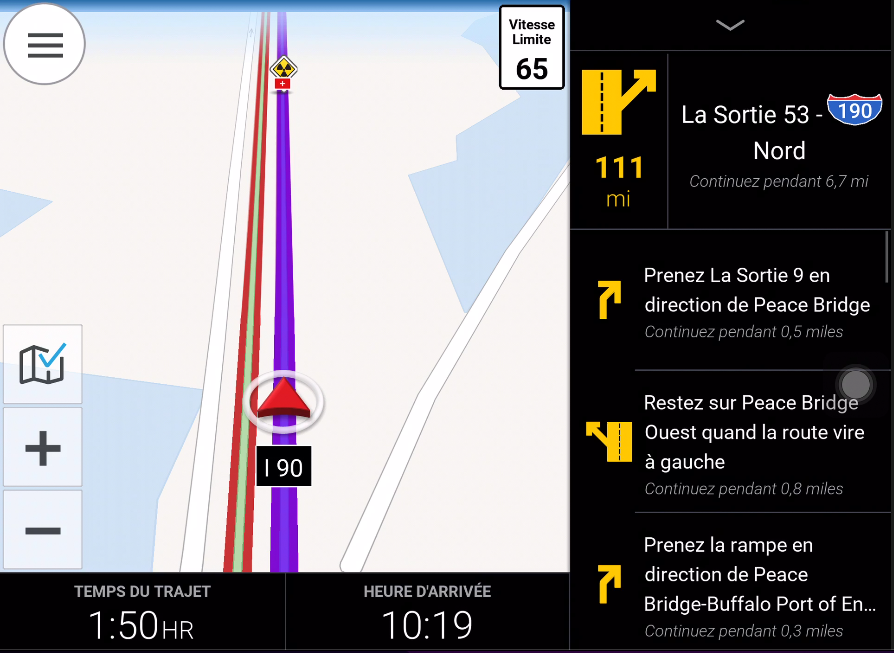 Vitesse
Limite
65
I 90
TEMPS DU TRAJET
1:50HR
HEURE D'ARRIVÉE
10:19
111
mi
La Sortie 53 - 190
Nord
Continuez pendant 6,7 mi
Prenez La Sortie 9 en
direction de Peace Bridge
Continuez pendant 0,5 miles
Restez sur Peace Bridge
Ouest quand la route vire
à gauche
Continuez pendant 0,8 miles
Prenez la rampe en
direction de Peace
Bridge-Buffalo Port of En…
Continuez pendant 0,3 miles